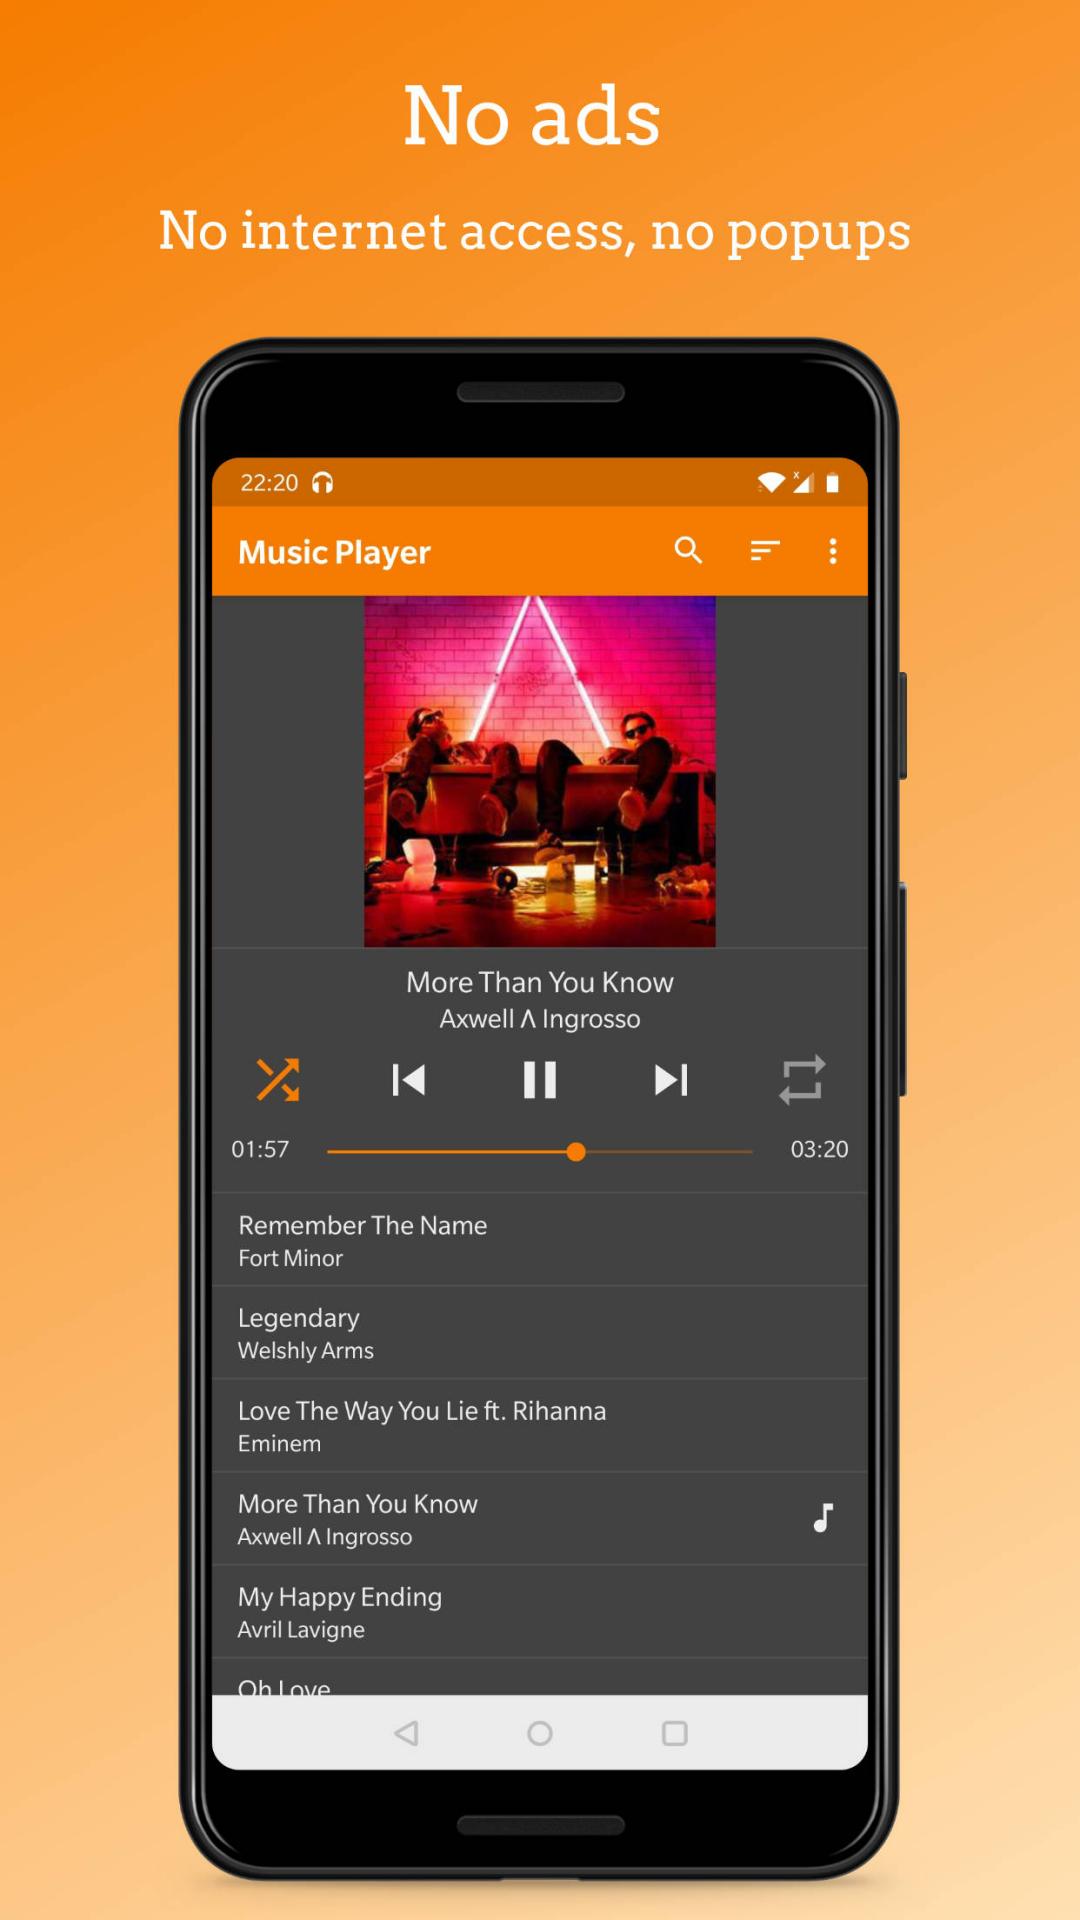 No ads
No internet access, no popups
22:20
Music Player
More Than You Know
Axwell Λ Ingrosso
01:57
03:20
Remember The Name
Fort Minor
Legendary
Welshly Arms
Love The Way You Lie ft. Rihanna
Eminem
More Than You Know
Axwell Λ Ingrosso
My Happy Ending
Avril Lavigne
Oh Love